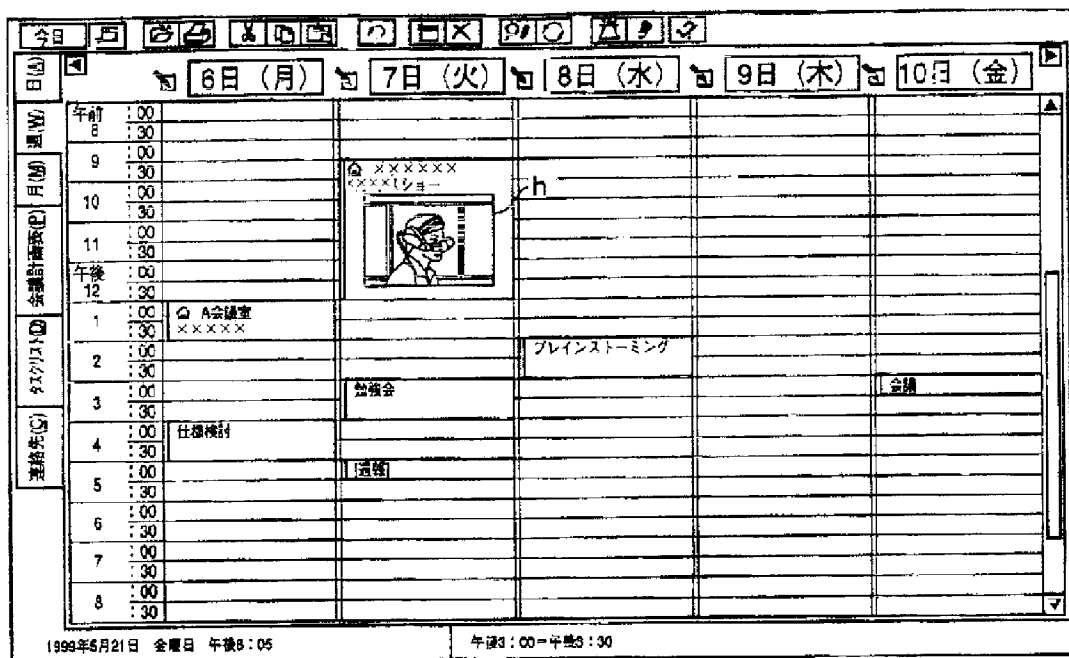 今日
日(A)
週(W)
月(M)
会議計画表(P)
タスクリスト(D)
連絡先(C)
6日 (月)
7日 (火)
8日 (水)
9日 (木)
10日 (金)
午前
8 :00
:30
9 :00
:30
10 :00
:30
11 :00
:30
午後
12 :00
:30
1 :00
:30
2 :00
:30
3 :00
:30
4 :00
:30
5 :00
:30
6 :00
:30
7 :00
:30
8 :00
:30
A会議室
×××××
仕様検討
××××××
××××tショー
h
勉強会
週報
ブレインストーミング
会議
1999年5月21日 金曜日 午後6:05
午後3:00-午後3:30